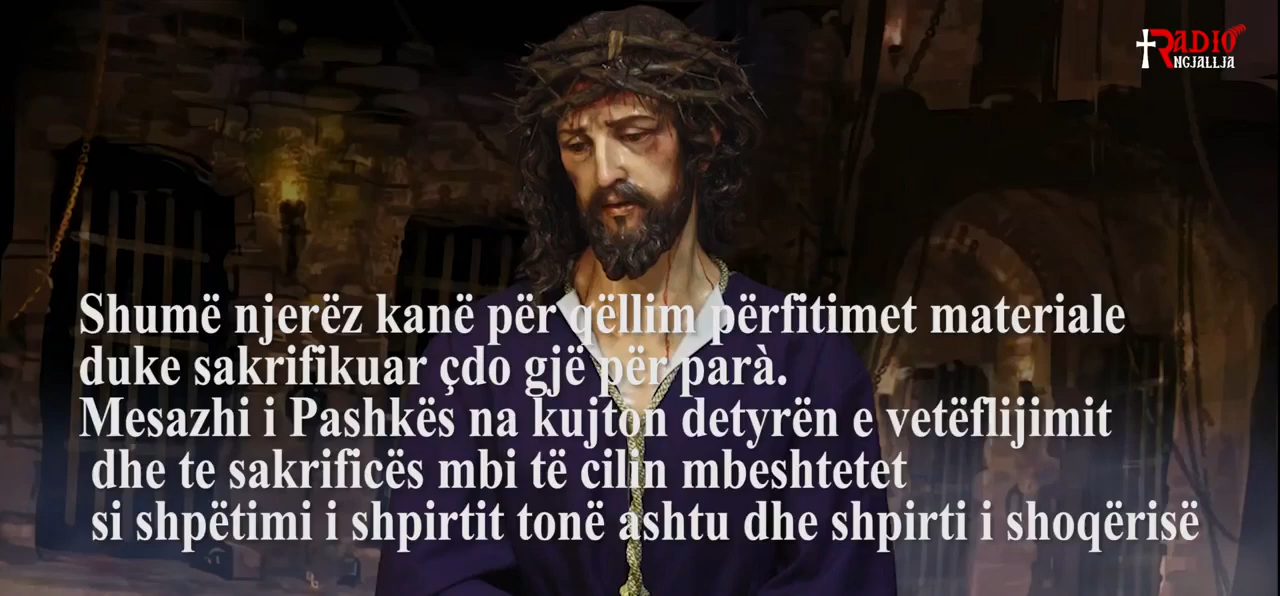 RADIO
NGJALLJA
Shumë njerëz kanë për qëllim përfitimet materiale
duke sakrifikuar çdo gjë për parà.
Mesazhi i Pashkës na kujton detyrën e vetëflijimit
dhe te sakrificës mbi të cilin mbeshtetet
si shpëtimi i shpirtit tonë ashtu dhe shpirti i shoqërisë